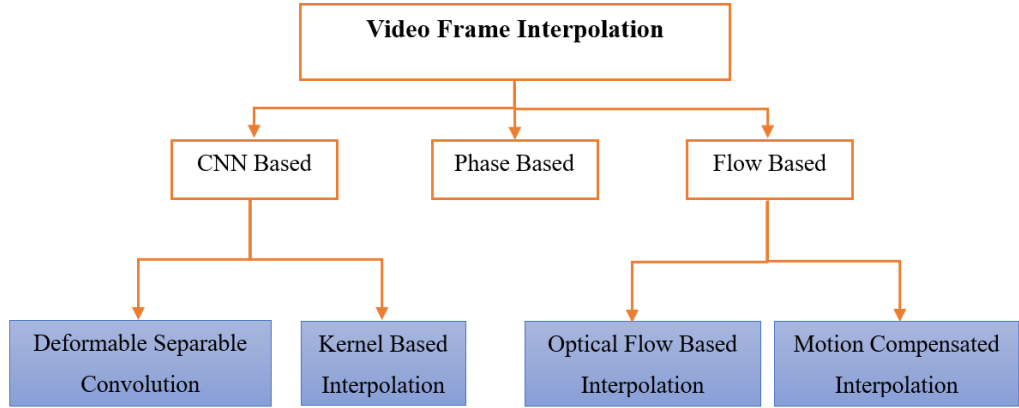 Video Frame Interpolation
CNN Based
Phase Based
Flow Based
Deformable Separable
Convolution
Kernel Based
Interpolation
Optical Flow Based
Interpolation
Motion Compensated
Interpolation